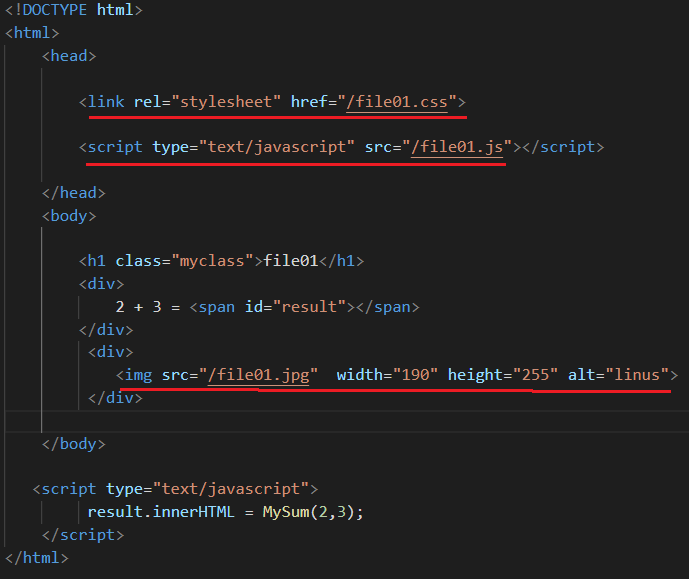 <!DOCTYPE html>
<html>
<head>
<link rel="stylesheet" href="/file01.css">
<script type="text/javascript" src="/file01.js"></script>
</head>
<body>
<h1 class="myclass">file01</h1>
<div>
2 + 3 = <span id="result"></span>
</div>
<div>
<img src="/file01.jpg"  width="190" height="255" alt="linus">
</div>
</body>
<script type="text/javascript">
result.innerHTML = MySum(2,3);
</script>
</html>